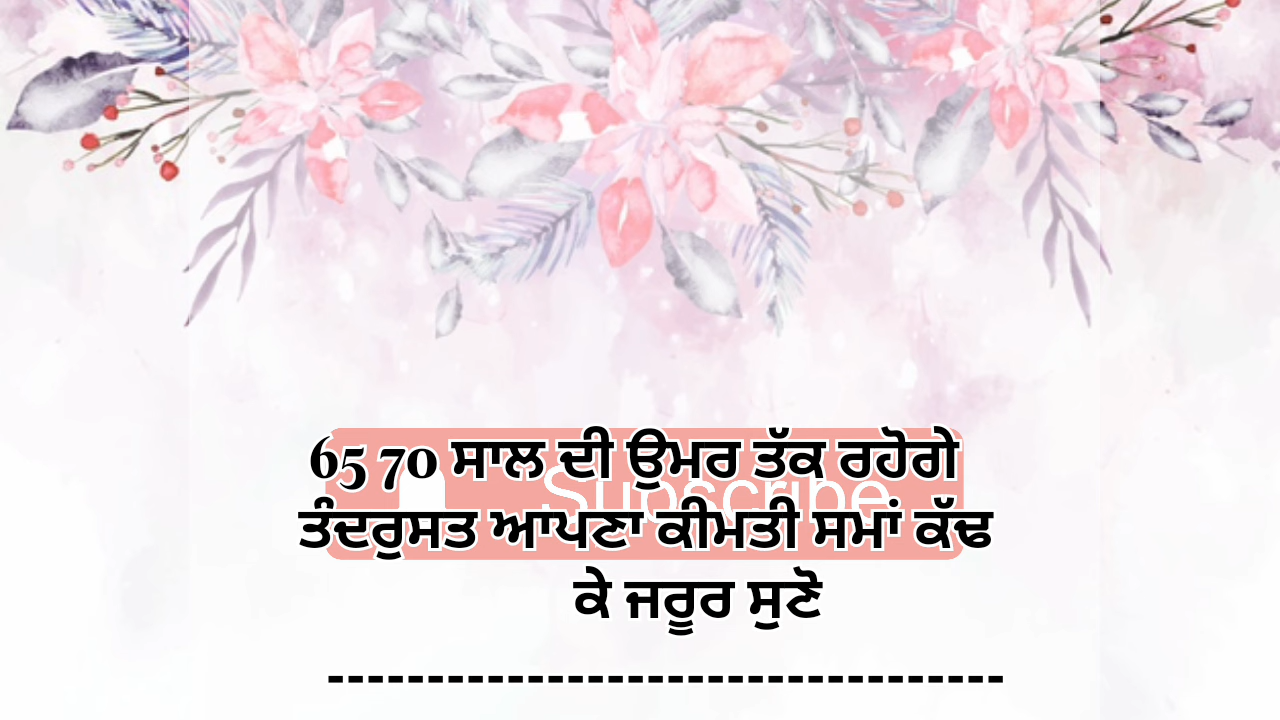 65 70 ਸਾਲ ਦੀ ਉਮਰ ਤੱਕ ਰਹੋਗੇ
Subscribe
ਤੰਦਰੁਸਤ ਆਪਣਾ ਕੀਮਤੀ ਸਮਾਂ ਕੱਢ
ਕੇ ਜਰੂਰ ਸੁਣੋ
----------------------------------